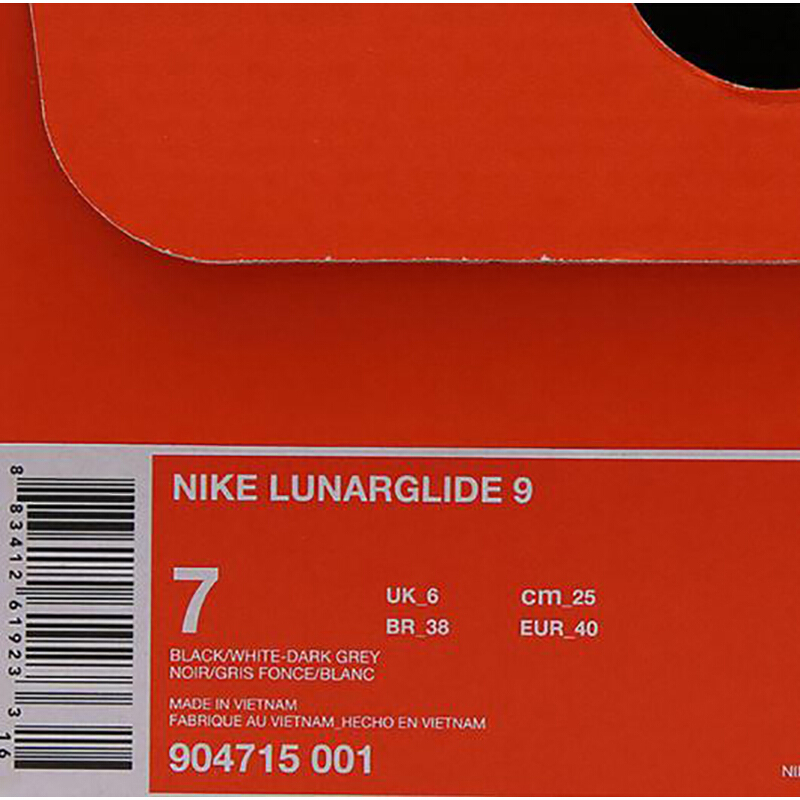 NIKE LUNARGLIDE 9
7
UK_6 cm_25
BR_38 EUR_40
BLACK/WHITE-DARK GREY
NOIR/GRIS FONCE/BLANC
MADE IN VIETNAM
FABRIQUE AU VIETNAM_HECHO EN VIETNAM
904715 001
8 83412 61923 3 16